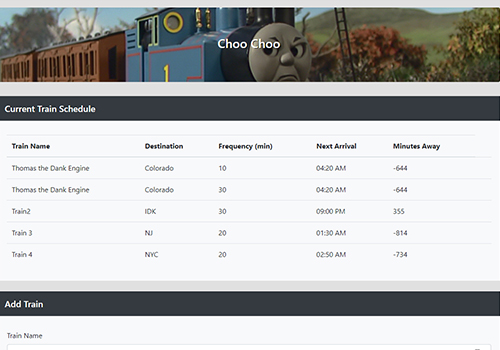 Choo Choo
1
Current Train Schedule
Train Name Destination Frequency (min) Next Arrival Minutes Away
Thomas the Dank Engine Colorado 10 04:20 AM -644
Thomas the Dank Engine Colorado 30 04:20 AM -644
Train2 IDK 30 09:00 PM 355
Train 3 NJ 20 01:30 AM -814
Train 4 NYC 20 02:50 AM -734
Add Train
Train Name